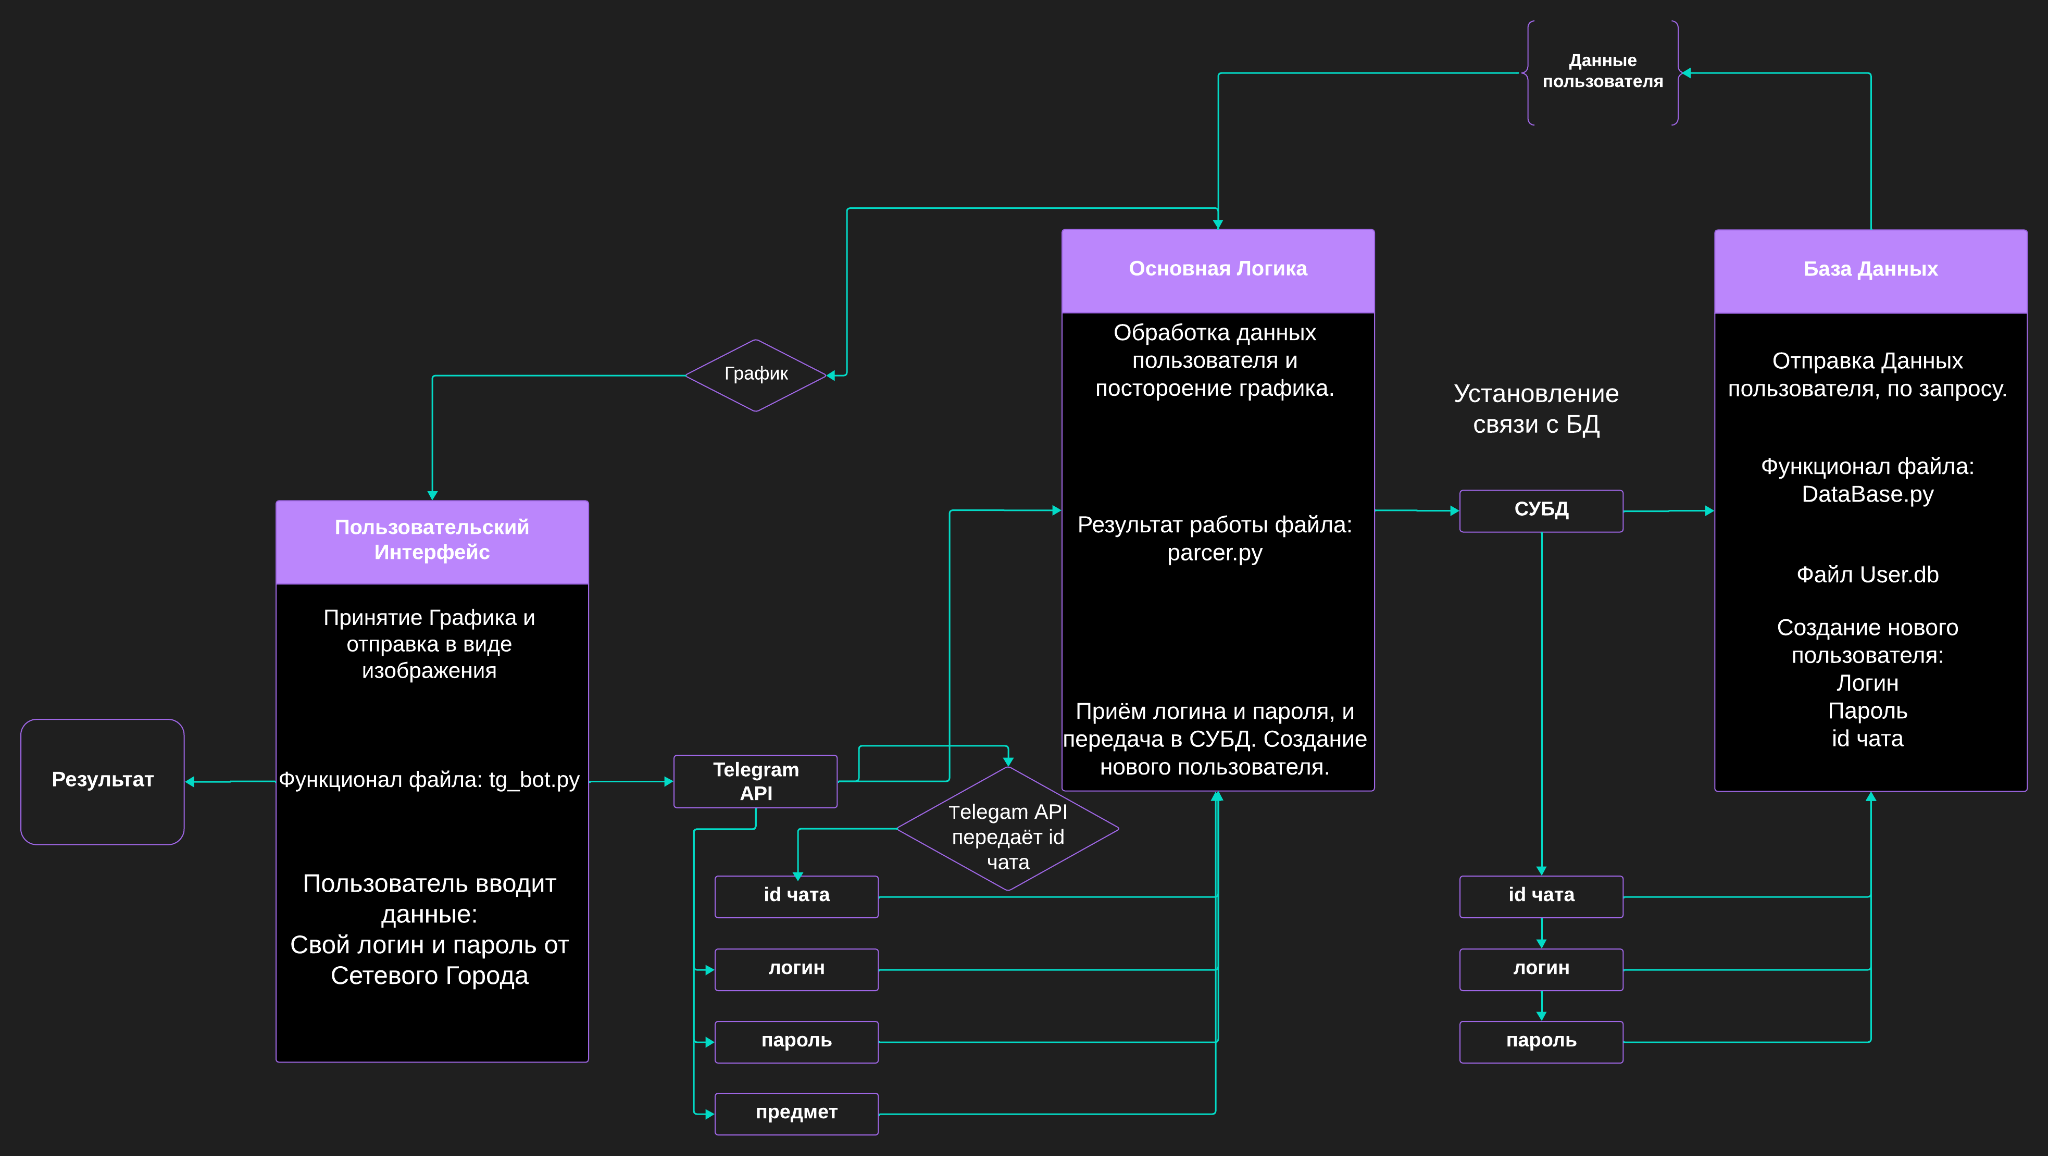 Данные
пользователя
Основная Логика
Обработка данных
пользователя и
постороение графика.
Результат работы файла:
parcer.py
Приём логина и пароля, и
передача в СУБД. Создание
нового пользователя.
База Данных
Отправка Данных
пользователя, по запросу.
Функционал файла:
DataBase.py
Файл User.db
Создание нового
пользователя:
Логин
Пароль
id чата
График
Установление
связи с БД
СУБД
Пользовательский
Интерфейс
Принятие Графика и
отправка в виде
изображения
Функционал файла: tg_bot.py
Пользователь вводит
данные:
Свой логин и пароль от
Сетевого Города
Результат
Telegram
API
Telegam API
передаёт id
чата
id чата
логин
пароль
предмет
id чата
логин
пароль